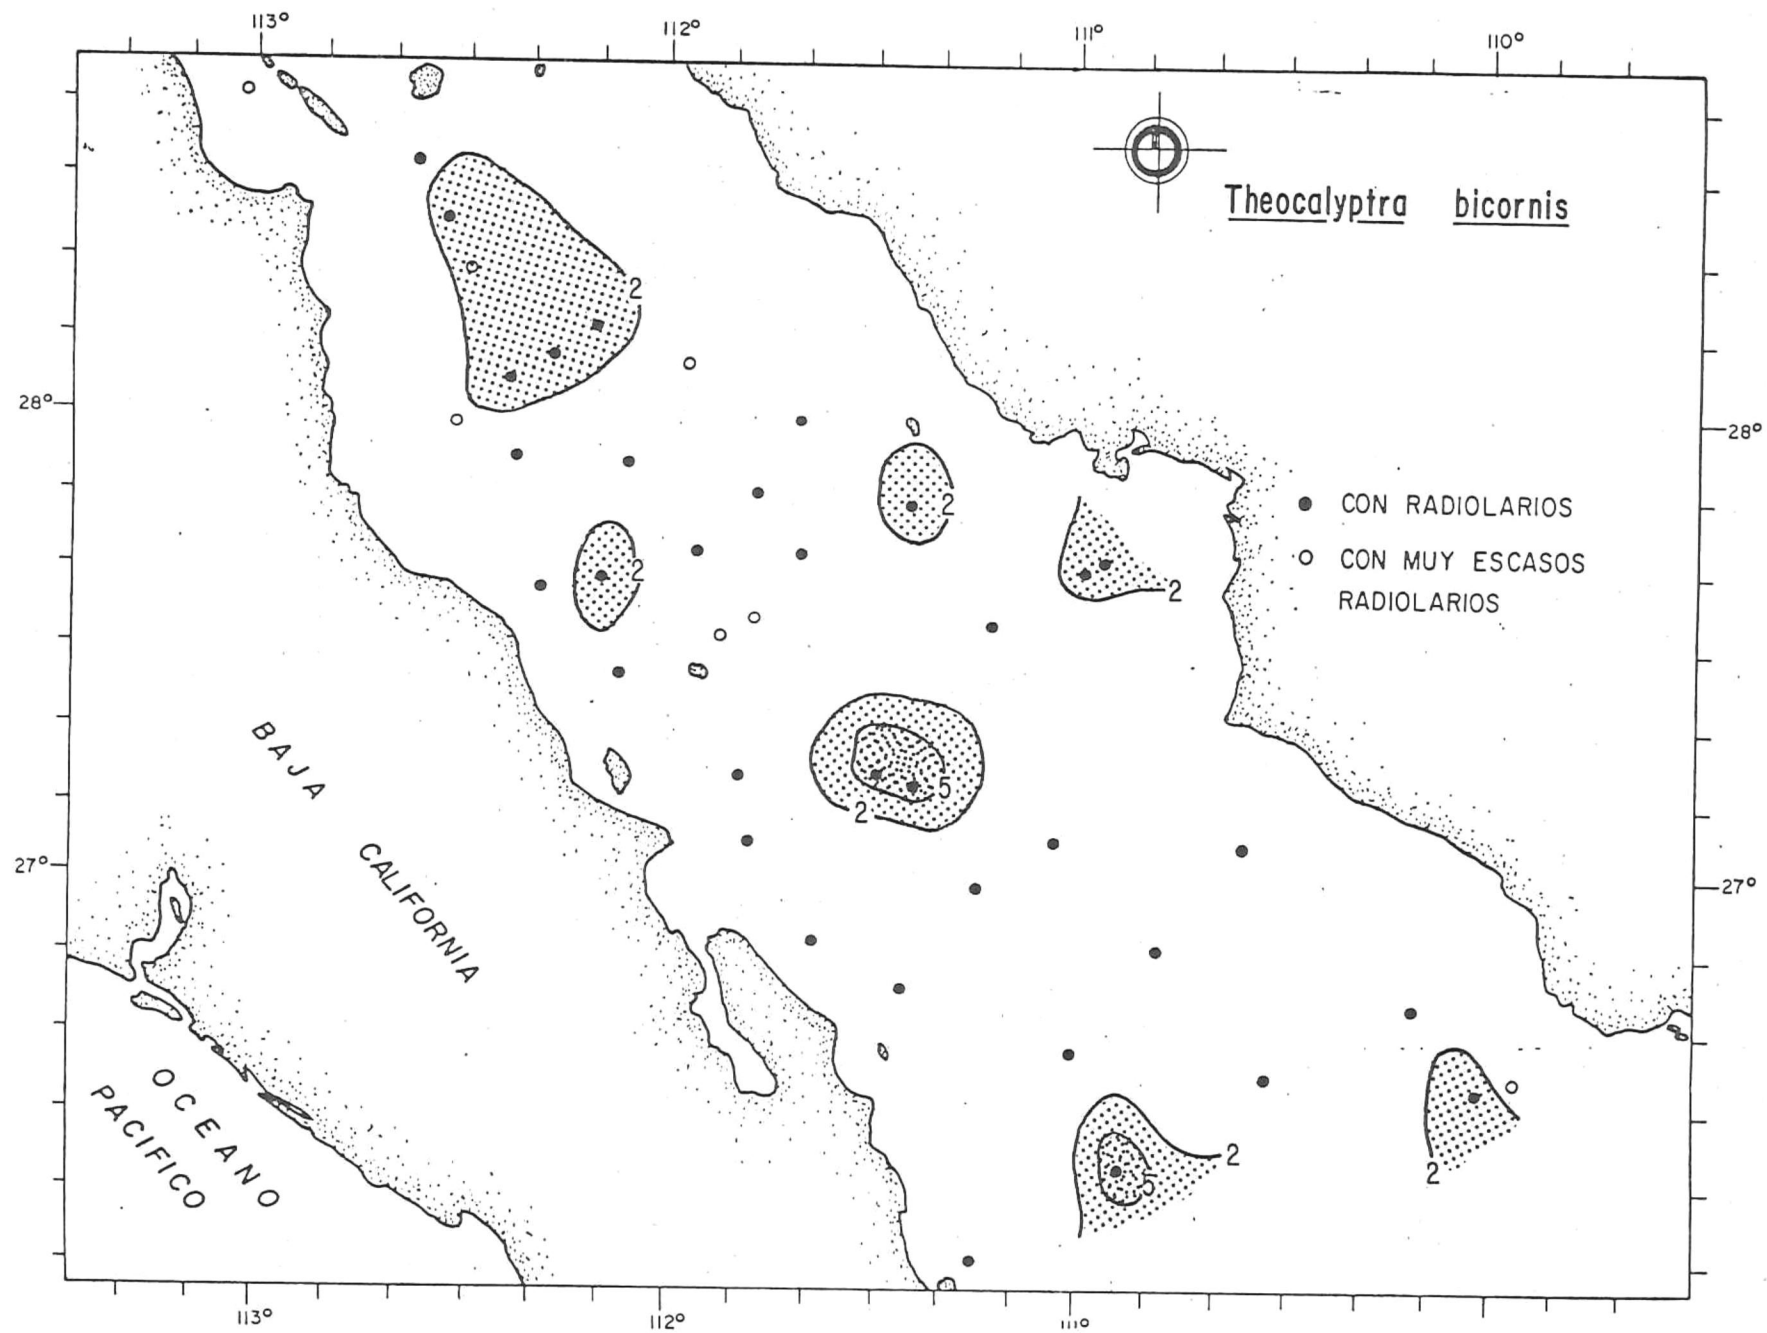 113°
112°
111°
110°
Theocalyptra bicornis
2
28°
28°
2
CON RADIOLARIOS
2
CON MUY ESCASOS
2
RADIOLARIOS
BAJA
CALIFORNIA
5
2
27°
27°
OCEANO
PACIFICO
2
5
2
113°
112°
111°